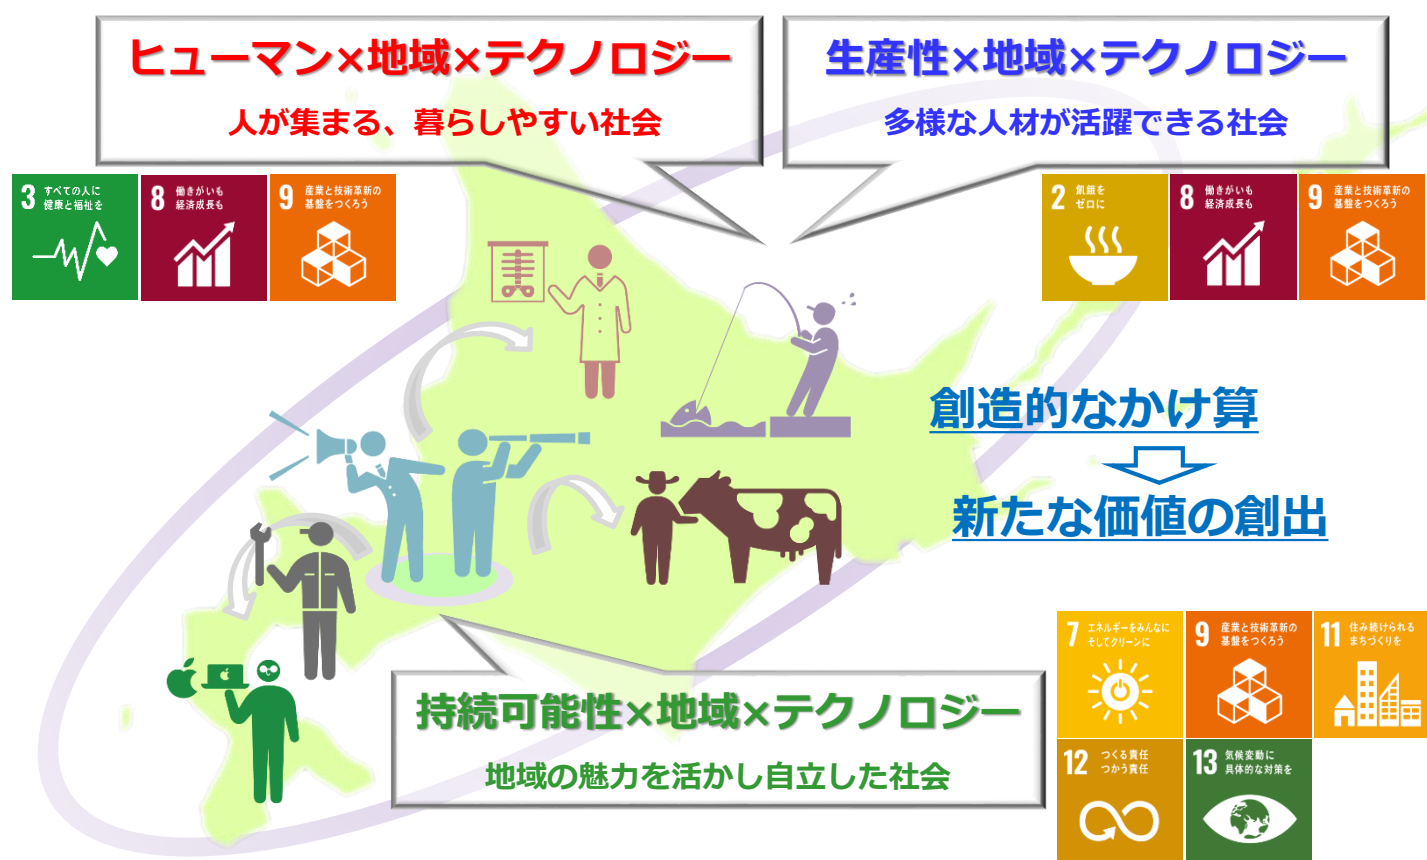 ヒューマン×地域×テクノロジー
人が集まる、暮らしやすい社会
生産性×地域×テクノロジー
多様な人材が活躍できる社会
3 すべての人に
健康と福祉を
8 働きがいも
経済成長も
9 産業と技術革新の
基盤をつくろう
2 飢餓を
ゼロに
8 働きがいも
経済成長も
9 産業と技術革新の
基盤をつくろう
創造的なかけ算
新たな価値の創出
持続可能性×地域×テクノロジー
地域の魅力を活かし自立した社会
7 エネルギーをみんなに
そしてクリーンに
9 産業と技術革新の
基盤をつくろう
11 住み続けられる
まちづくりを
12 つくる責任
つかう責任
13 気候変動に
具体的な対策を